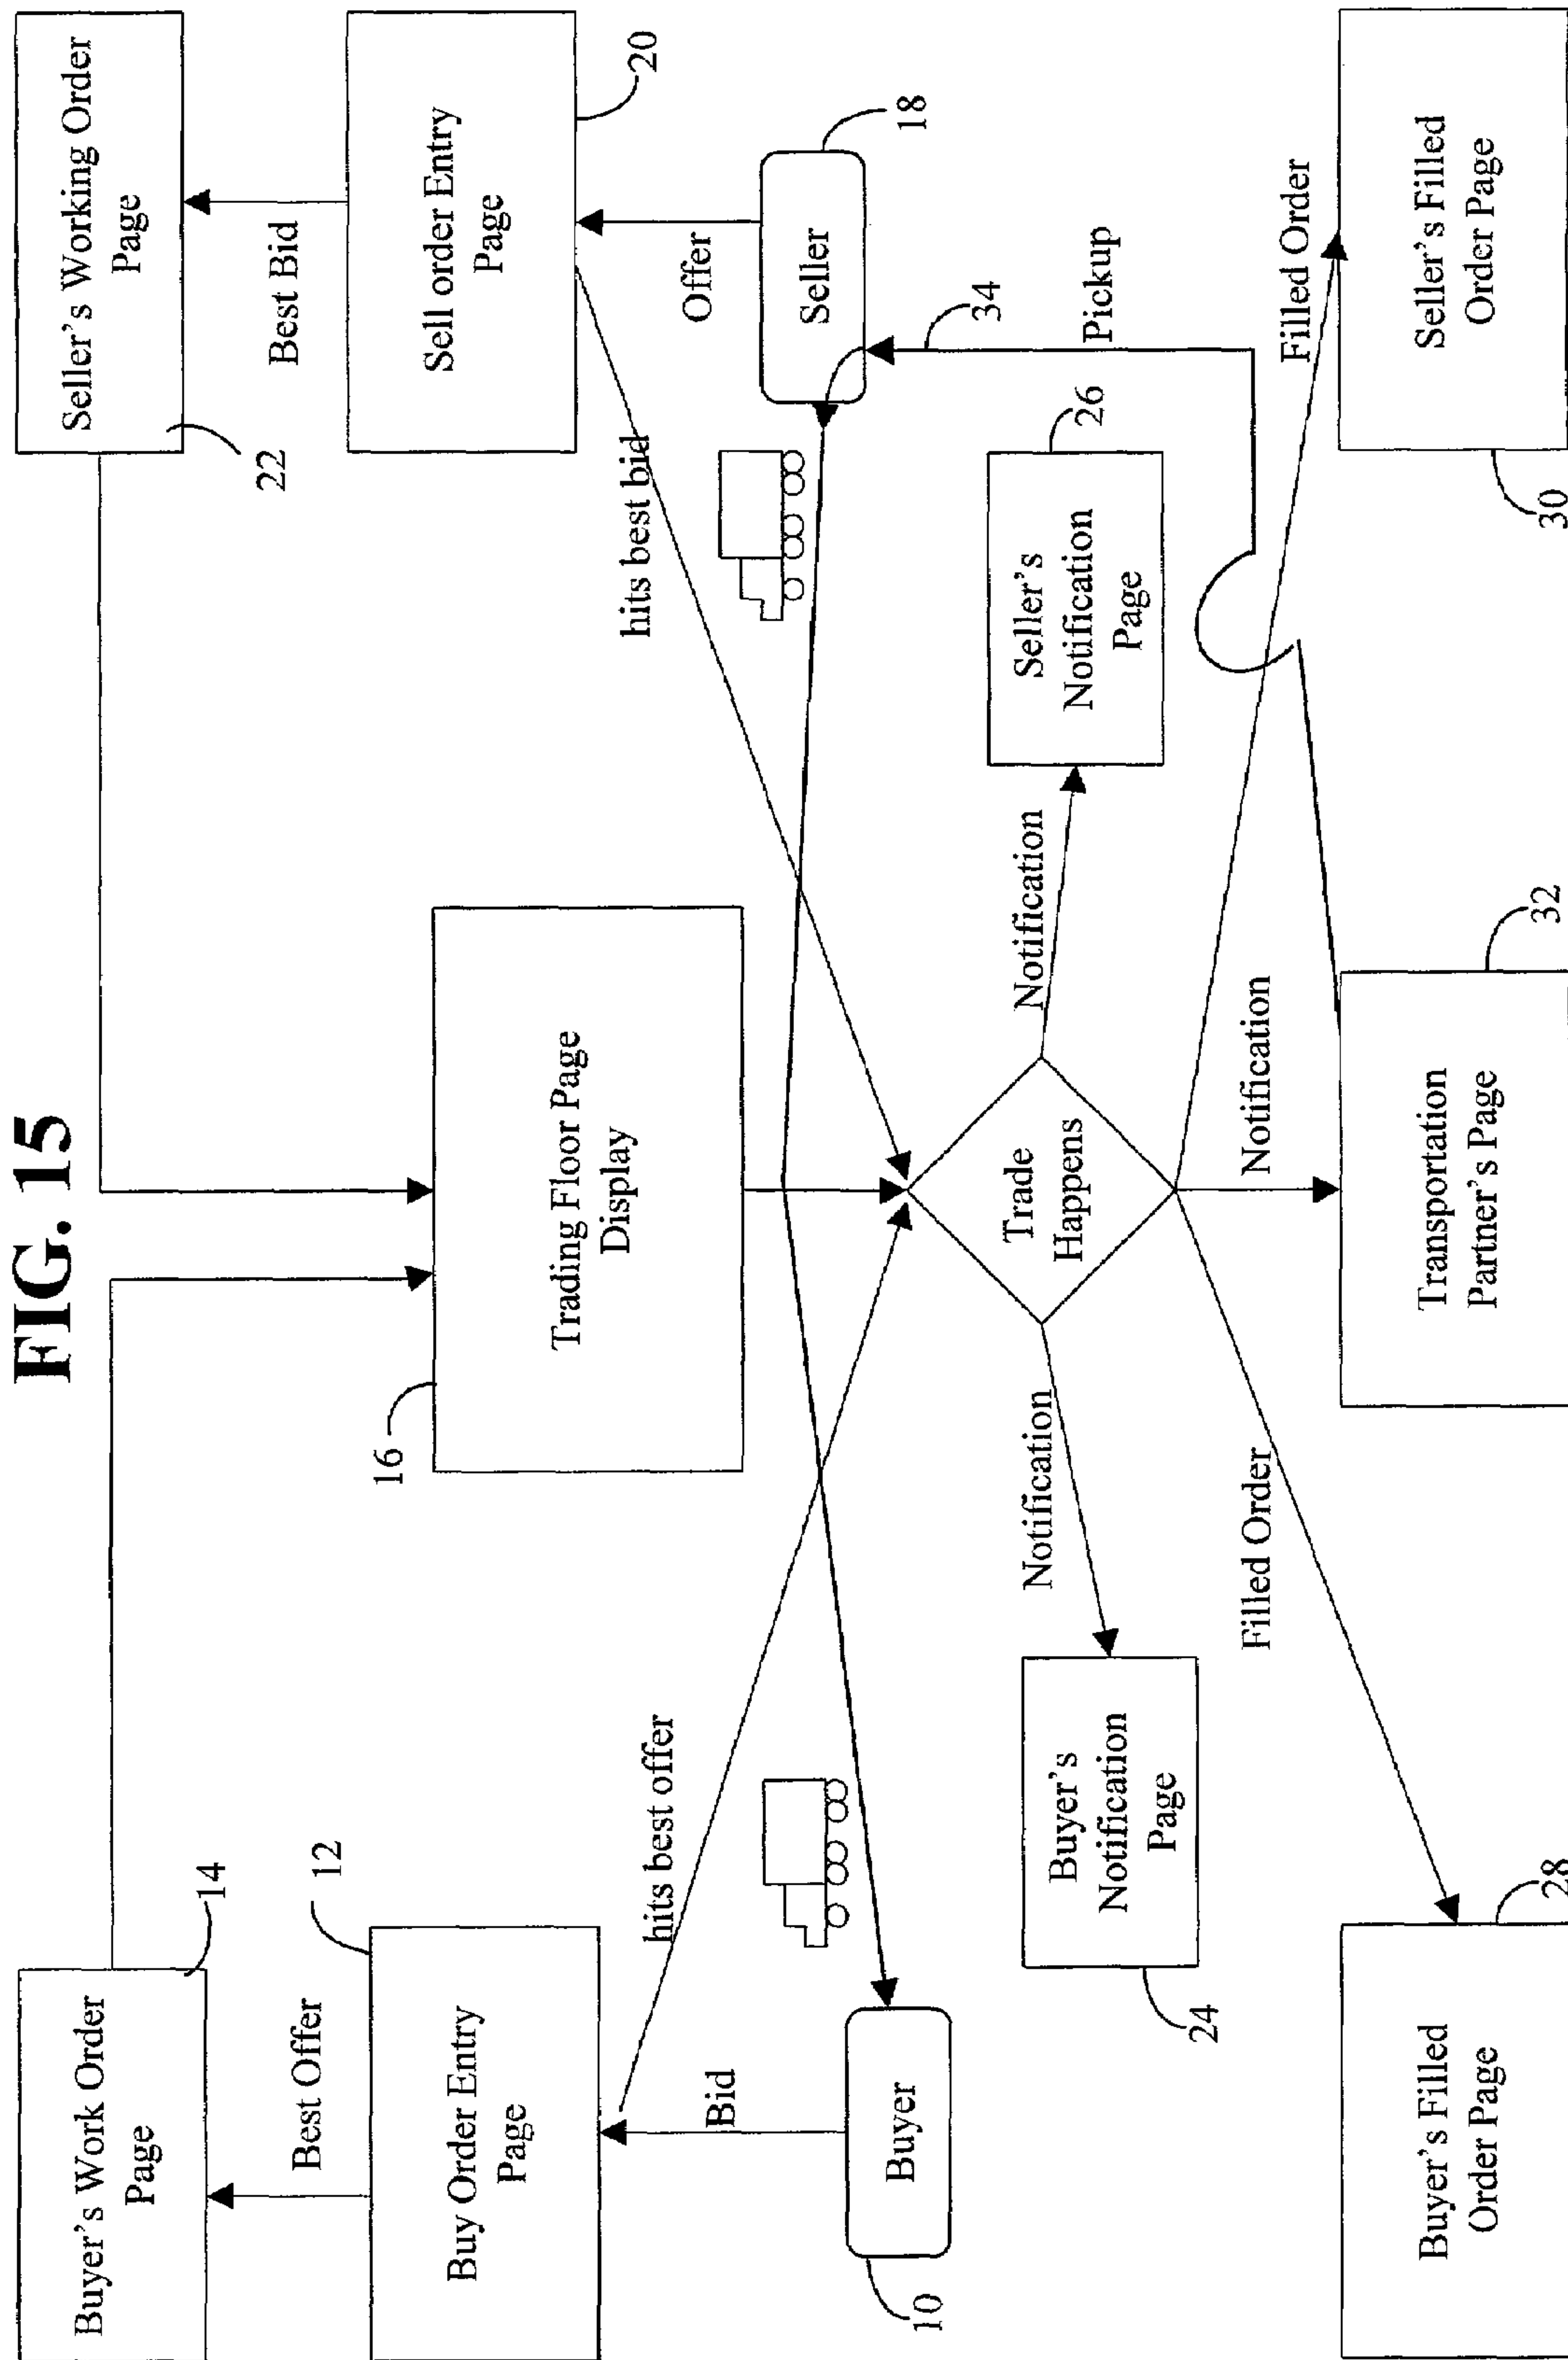 FIG. 15
Buyer's Work Order
Page
14
Best Offer
12
Buy Order Entry
Page
hits best offer
Bid
Buyer
10
16
Trading Floor Page
Display
Seller's Working Order
Page
22
Best Bid
Sell order Entry
Page
20
hits best bid
Offer
Seller
18
34
Pickup
Trade
Happens
Notification
Buyer's
Notification
Page
24
Notification
Seller's
Notification
Page
26
Filled Order
Buyer's Filled
Order Page
28
Notification
Transportation
Partner's Page
32
Filled Order
Seller's Filled
Order Page
30